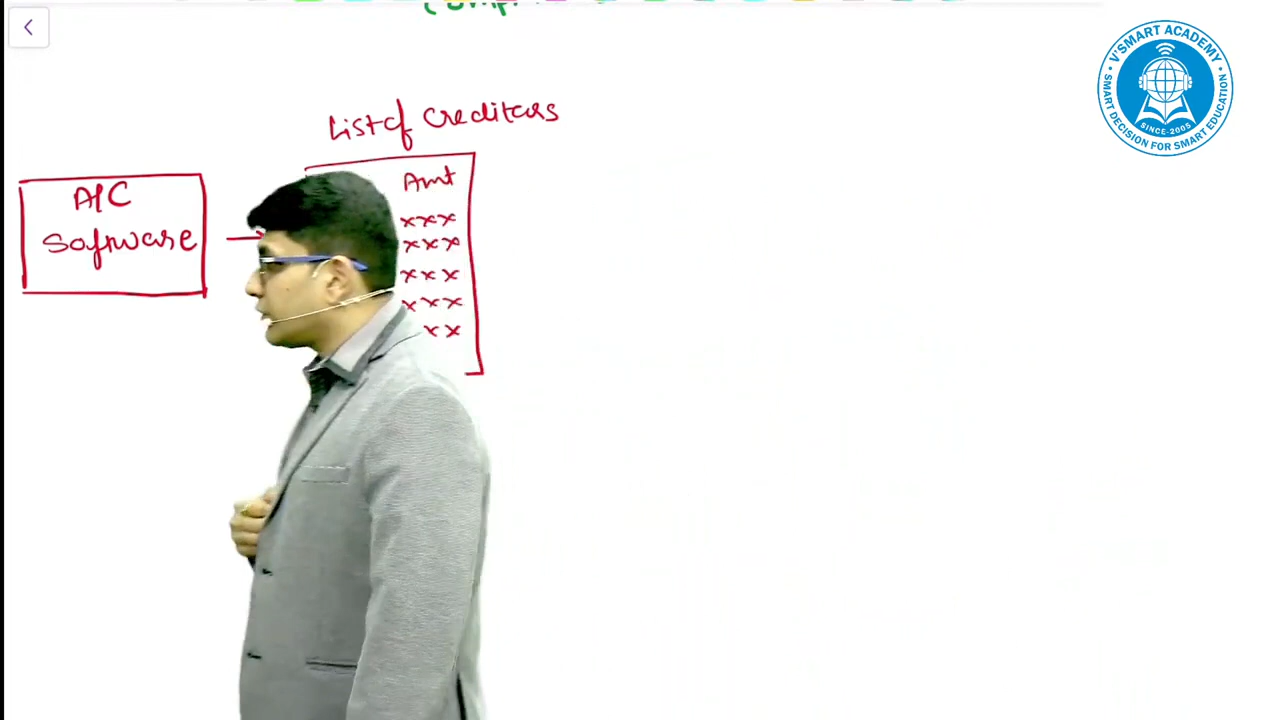 List of Creditors
A/C
Software
Amt
xxx
xxx
xxx
xxx
xx
V'SMART ACADEMY
SMART DECISION FOR SMART EDUCATION
SINCE-2005